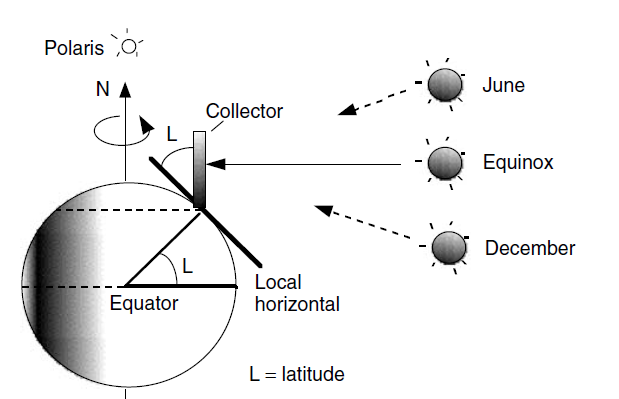 Polaris
N
Collector
L
June
Equinox
December
L
Equator
Local
horizontal
L = latitude